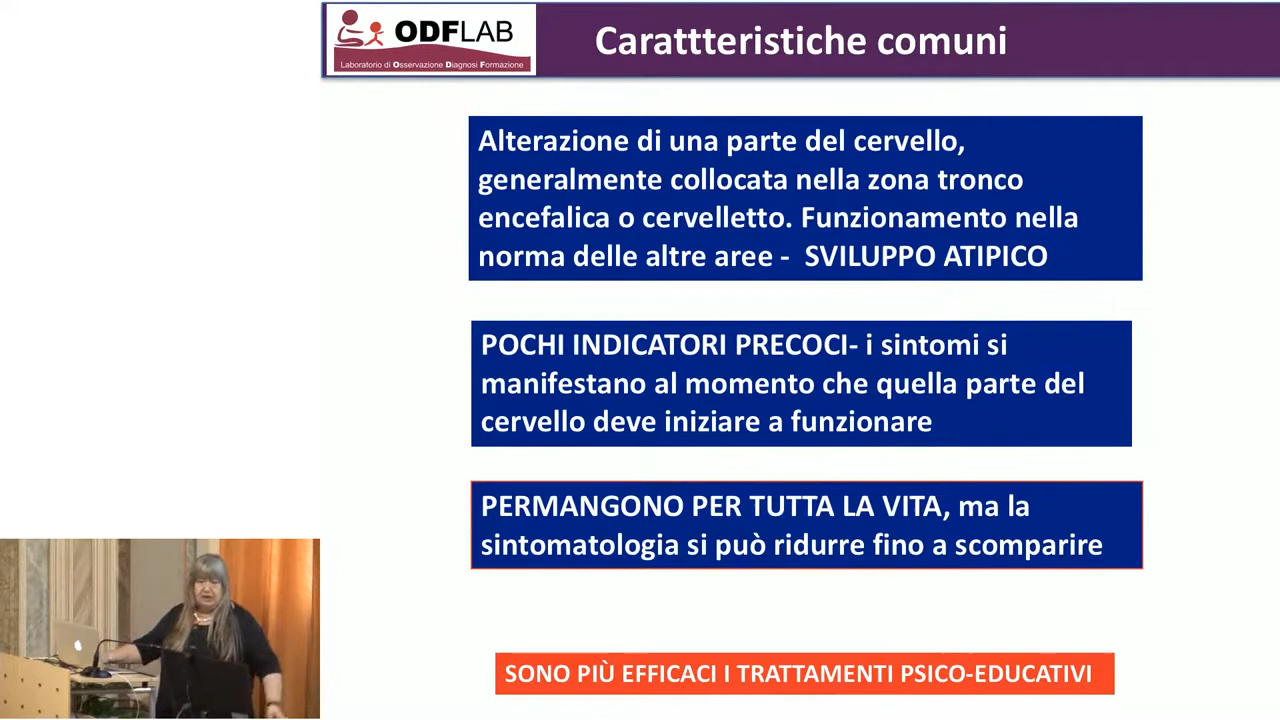 ODFLAB
Laboratorio di Osservazione Diagnosi Formazione
Carattteristiche comuni
Alterazione di una parte del cervello,
generalmente collocata nella zona tronco
encefalica o cervelletto. Funzionamento nella
norma delle altre aree - SVILUPPO ATIPICO
POCHI INDICATORI PRECOCI- i sintomi si
manifestano al momento che quella parte del
cervello deve iniziare a funzionare
PERMANGONO PER TUTTA LA VITA, ma la
sintomatologia si può ridurre fino a scomparire
SONO PIÙ EFFICACI I TRATTAMENTI PSICO-EDUCATIVI